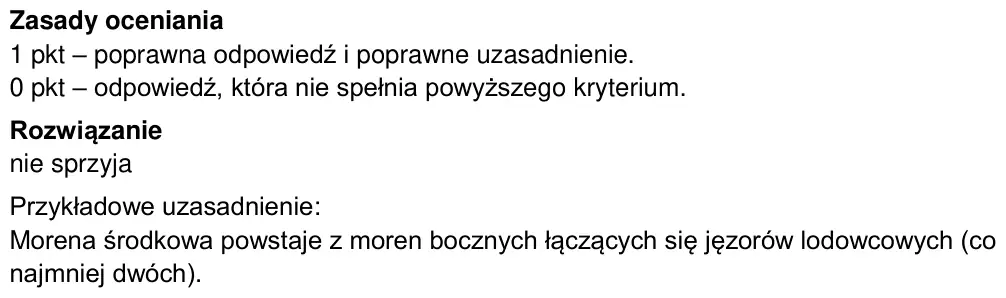 Zasady oceniania
1 pkt – poprawna odpowiedź i poprawne uzasadnienie.
0 pkt – odpowiedź, która nie spełnia powyższego kryterium.
Rozwiązanie
nie sprzyja
Przykładowe uzasadnienie:
Morena środkowa powstaje z moren bocznych łączących się jęzorów lodowcowych (co
najmniej dwóch).